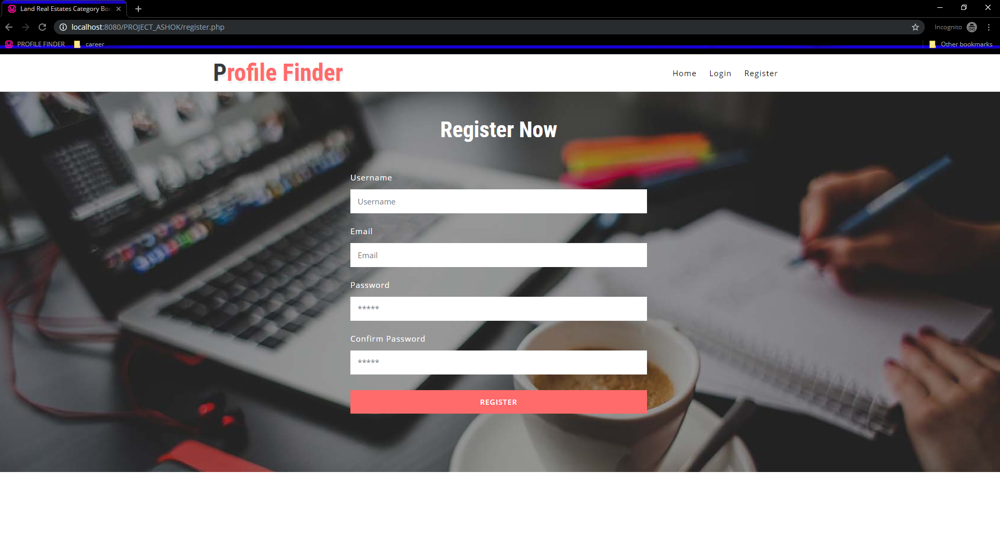 Land Real Estates Category Boo
localhost:8080/PROJECT_ASHOK/register.php
Incognito
PROFILE FINDER
career
Other bookmarks
Profile Finder
Home
Login
Register
Register Now
Username
Username
Email
Email
Password
*****
Confirm Password
*****
REGISTER